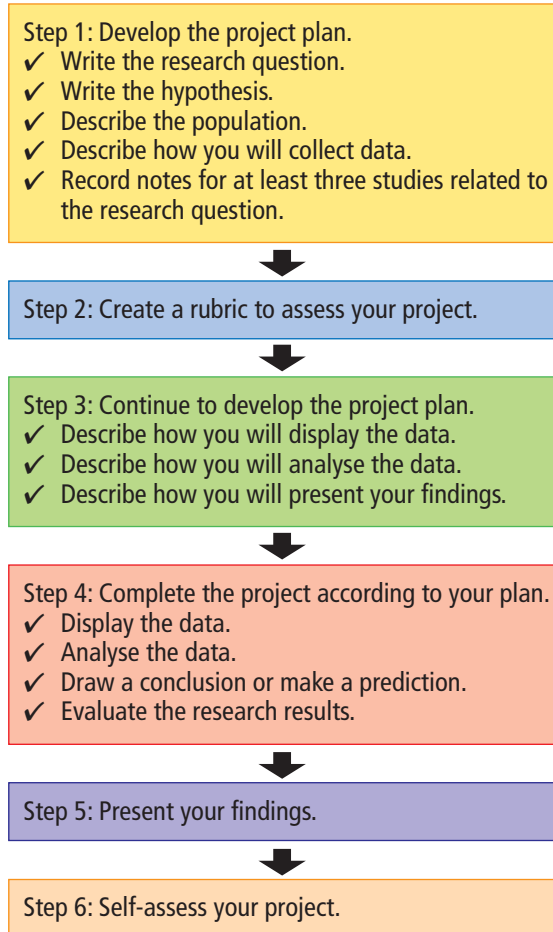 Step 1: Develop the project plan.
✓ Write the research question.
✓ Write the hypothesis.
✓ Describe the population.
✓ Describe how you will collect data.
✓ Record notes for at least three studies related to
the research question.
Step 2: Create a rubric to assess your project.
Step 3: Continue to develop the project plan.
✓ Describe how you will display the data.
✓ Describe how you will analyse the data.
✓ Describe how you will present your findings.
Step 4: Complete the project according to your plan.
✓ Display the data.
✓ Analyse the data.
✓ Draw a conclusion or make a prediction.
✓ Evaluate the research results.
Step 5: Present your findings.
Step 6: Self-assess your project.